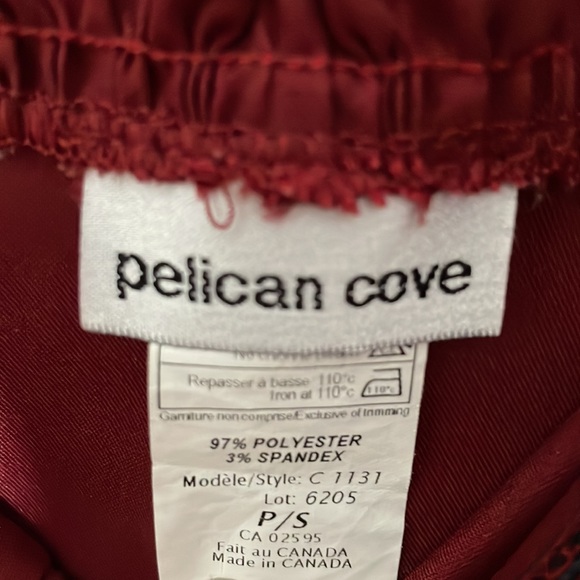 pelican cove
Repasser à basse 110°c
Iron at 110°c
110°c
Garniture non comprise/Exclusive of trimming
97% POLYESTER
3% SPANDEX
Modèle/Style: C 1131
Lot: 6205
P/S
CA 02595
Fait au CANADA
Made in CANADA